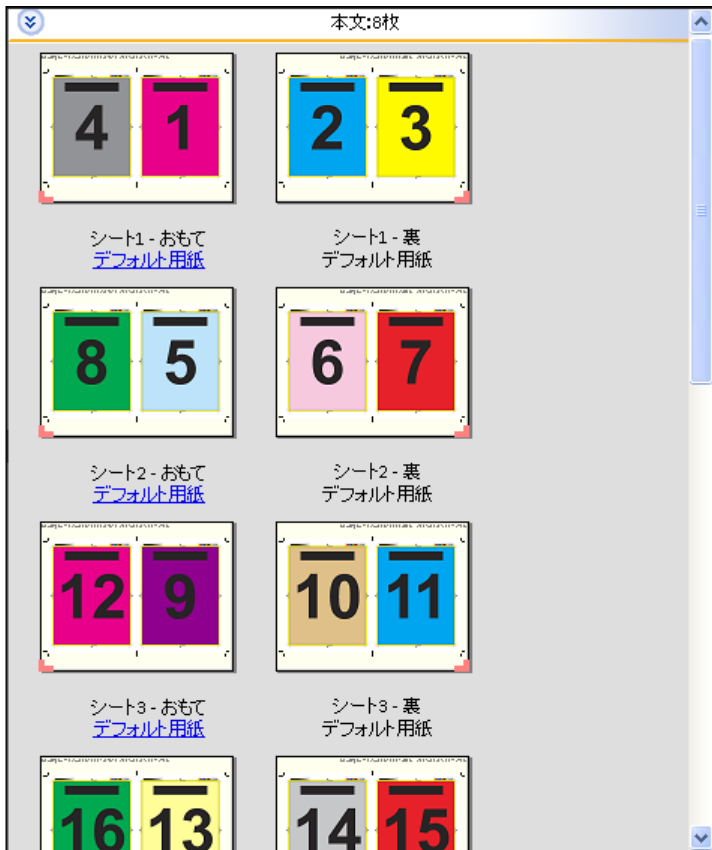 本文:8枚
4 1
2 3
シート1 - おもて
デフォルト用紙
シート1 - 裏
デフォルト用紙
8 5
6 7
シート2 - おもて
デフォルト用紙
シート2 - 裏
デフォルト用紙
12 9
10 11
シート3 - おもて
デフォルト用紙
シート3 - 裏
デフォルト用紙
16 13
14 15